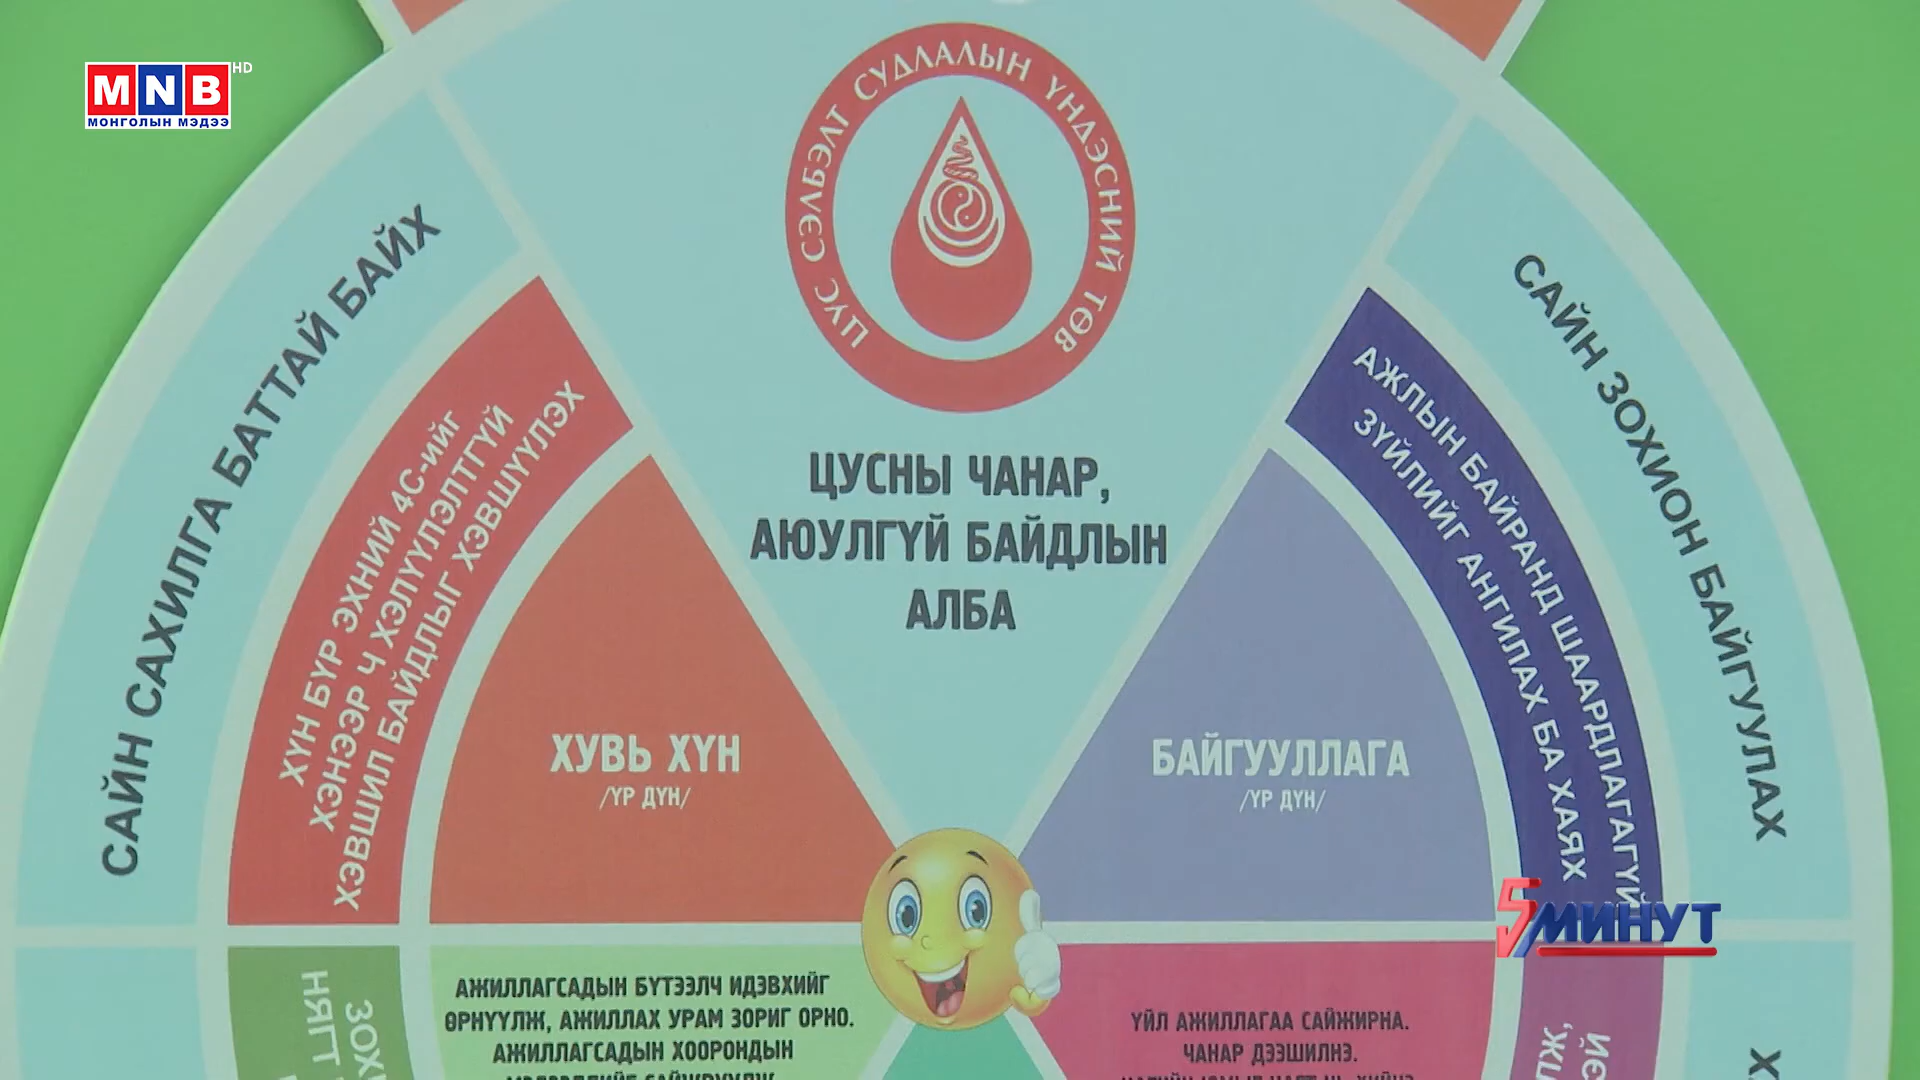 MNB HD
МОНГОЛЫН МЭДЭЭ
ЦУС СЭЛБЭЛТ СУДЛАЛЫН ҮНДЭСНИЙ ТӨВ
ЦУСНЫ ЧАНАР,
АЮУЛГҮЙ БАЙДЛЫН
АЛБА
САЙН САХИЛГА БАТТАЙ БАЙХ
ХҮН БҮР ЭХНИЙ 4С-ийг
ХЭНЭЭР Ч ХЭЛҮҮЛЭЛТГҮЙ
ХЭВШИЛ БАЙДЛЫГ ХЭВШҮҮЛЭХ
ХУВЬ ХҮН
/ҮР ДҮН/
САЙН ЗОХИОН БАЙГУУЛАХ
АЖЛЫН БАЙРАНД ШААРДЛАГАГҮЙ
ЗҮЙЛИЙГ АНГИЛАХ БА ХАЯХ
БАЙГУУЛЛАГА
/ҮР ДҮН/
5 МИНУТ
АЖИЛЛАГСАДЫН БҮТЭЭЛЧ ИДЭВХИЙГ
ӨРНҮҮЛЖ, АЖИЛЛАХ УРАМ ЗОРИГ ОРНО.
АЖИЛЛАГСАДЫН ХООРОНДЫН
ҮЙЛ АЖИЛЛАГАА САЙЖИРНА.
ЧАНАР ДЭЭШИЛНЭ.